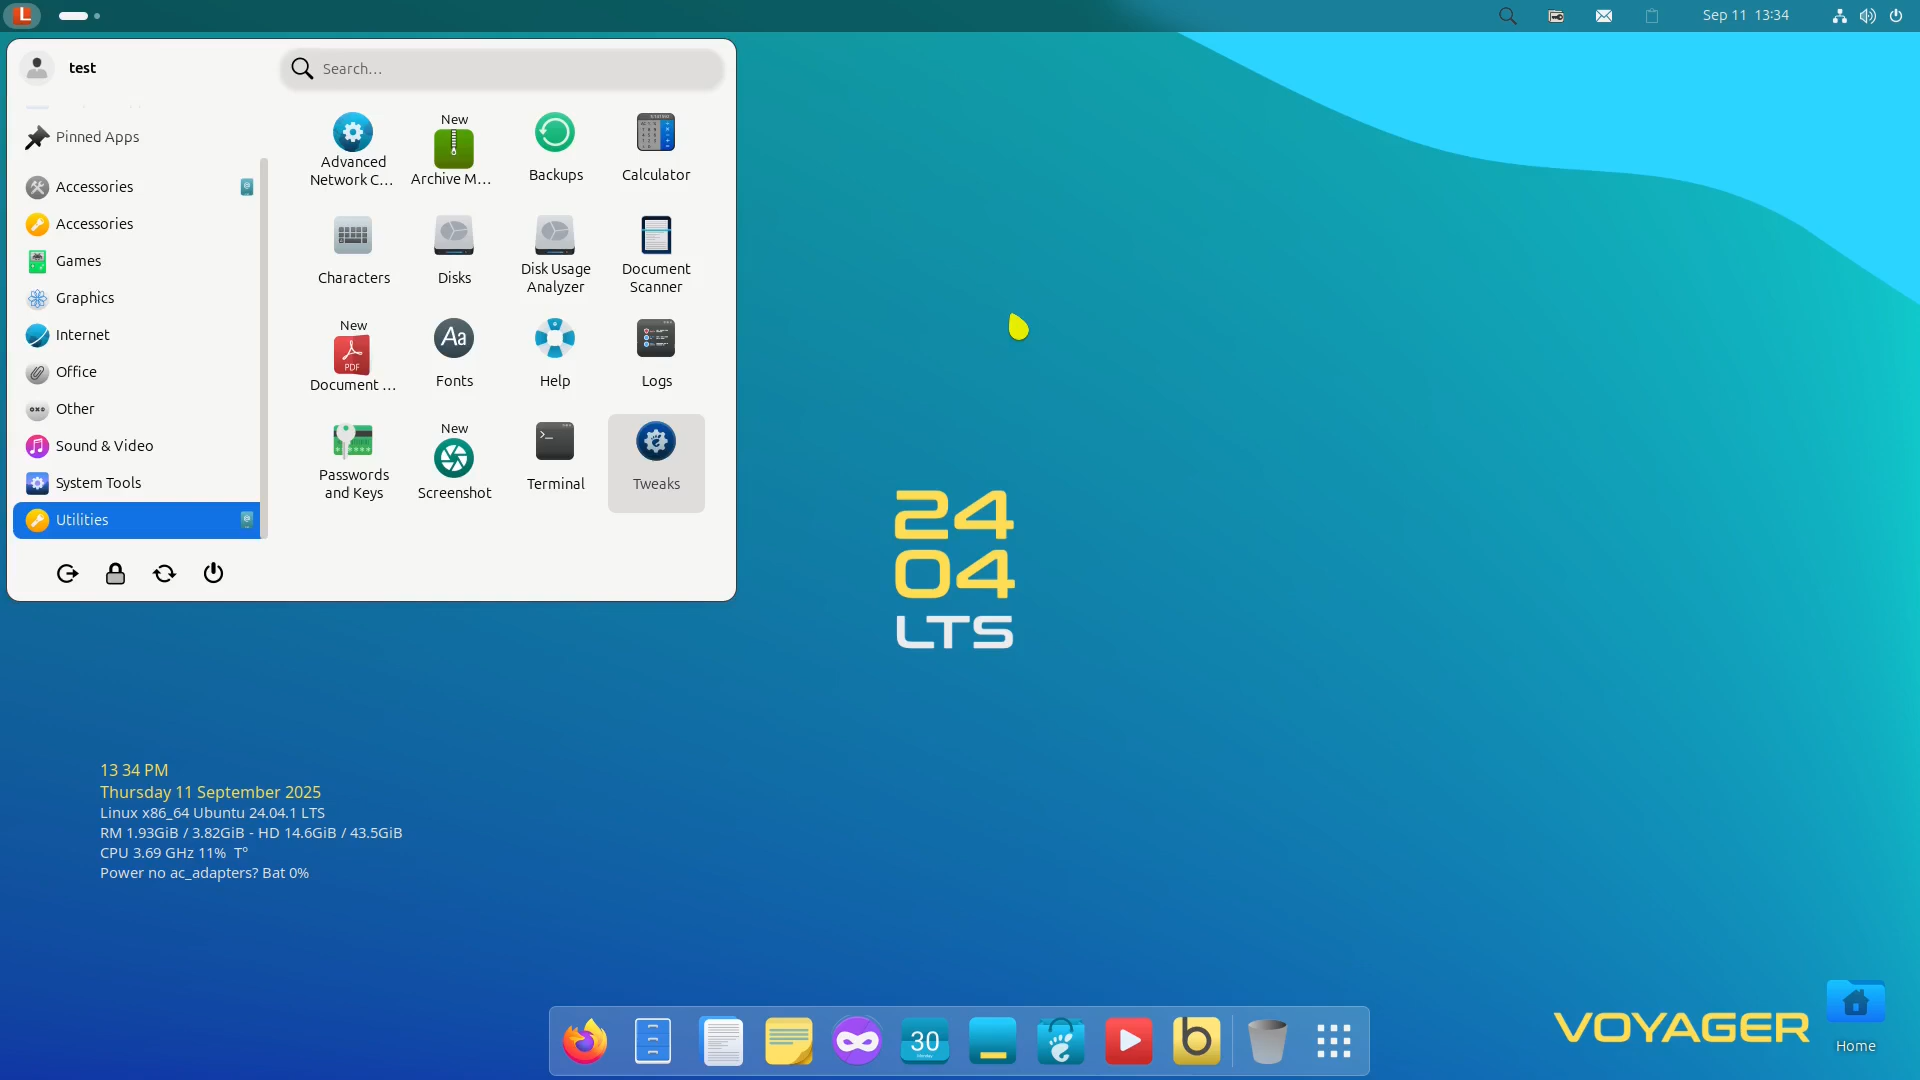 Sep 11 13:34
test
Search…
Pinned Apps
Accessories
Accessories
Games
Graphics
Internet
Office
Other
Sound & Video
System Tools
Utilities
Advanced
Network C...
New
Archive M...
Backups
Calculator
Characters
Disks
Disk Usage
Analyzer
Document
Scanner
New
PDF
Document ...
Aa
Fonts
Help
Logs
Passwords
and Keys
New
Screenshot
Terminal
Tweaks
24
04
LTS
13 34 PM
Thursday 11 September 2025
Linux x86_64 Ubuntu 24.04.1 LTS
RM 1.93GiB / 3.82GiB - HD 14.6GiB / 43.5GiB
CPU 3.69 GHz 11% T°
Power no ac_adapters? Bat 0%
30
Monday
VOYAGER
Home